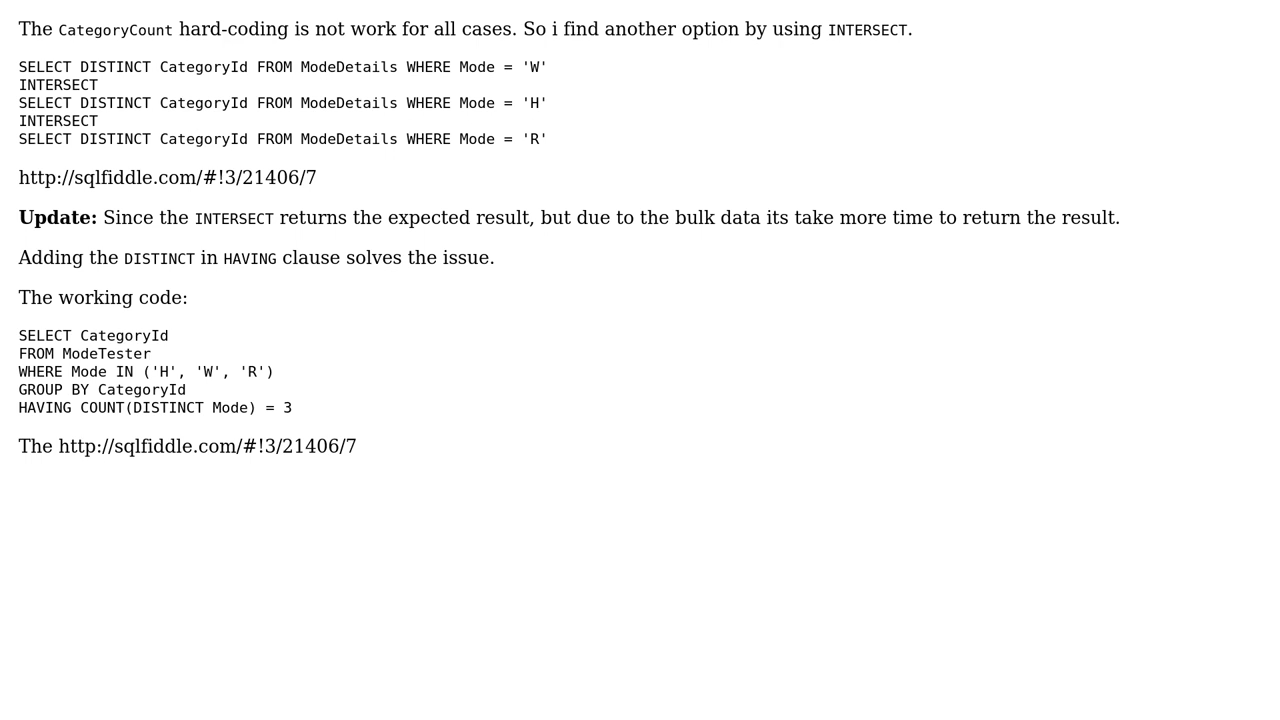 The CategoryCount hard-coding is not work for all cases. So i find another option by using INTERSECT.
SELECT DISTINCT CategoryId FROM ModeDetails WHERE Mode = 'W'
INTERSECT
SELECT DISTINCT CategoryId FROM ModeDetails WHERE Mode = 'H'
INTERSECT
SELECT DISTINCT CategoryId FROM ModeDetails WHERE Mode = 'R'
http://sqlfiddle.com/#!3/21406/7
Update: Since the INTERSECT returns the expected result, but due to the bulk data its take more time to return the result.
Adding the DISTINCT in HAVING clause solves the issue.
The working code:
SELECT CategoryId
FROM ModeTester
WHERE Mode IN ('H', 'W', 'R')
GROUP BY CategoryId
HAVING COUNT(DISTINCT Mode) = 3
The http://sqlfiddle.com/#!3/21406/7